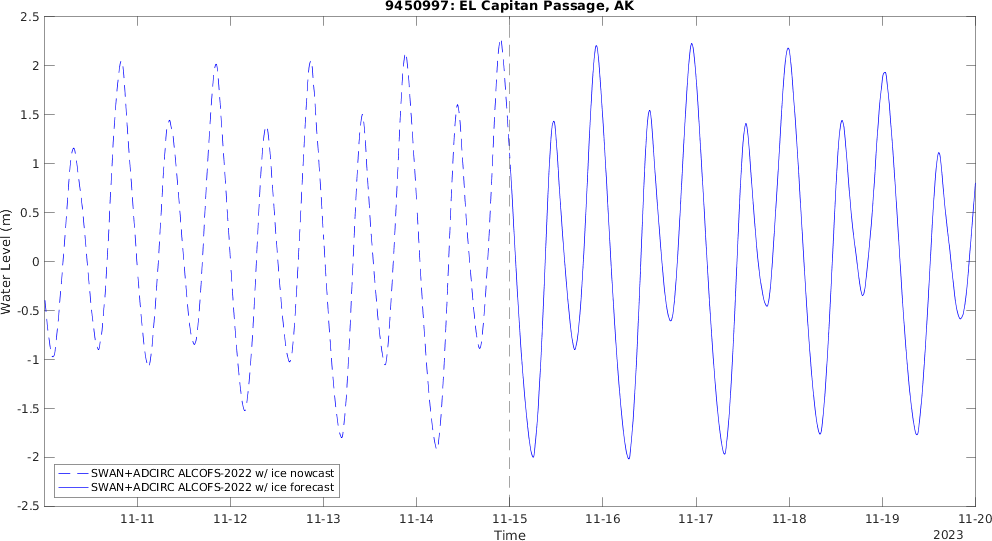 9450997: EL Capitan Passage, AK
2.5
2
1.5
1
0.5
0
-0.5
-1
-1.5
-2
-2.5
Water Level (m)
SWAN+ADCIRC ALCOFS-2022 w/ ice nowcast
SWAN+ADCIRC ALCOFS-2022 w/ ice forecast
11-11 11-12 11-13 11-14 11-15 11-16 11-17 11-18 11-19 11-20
Time
2023